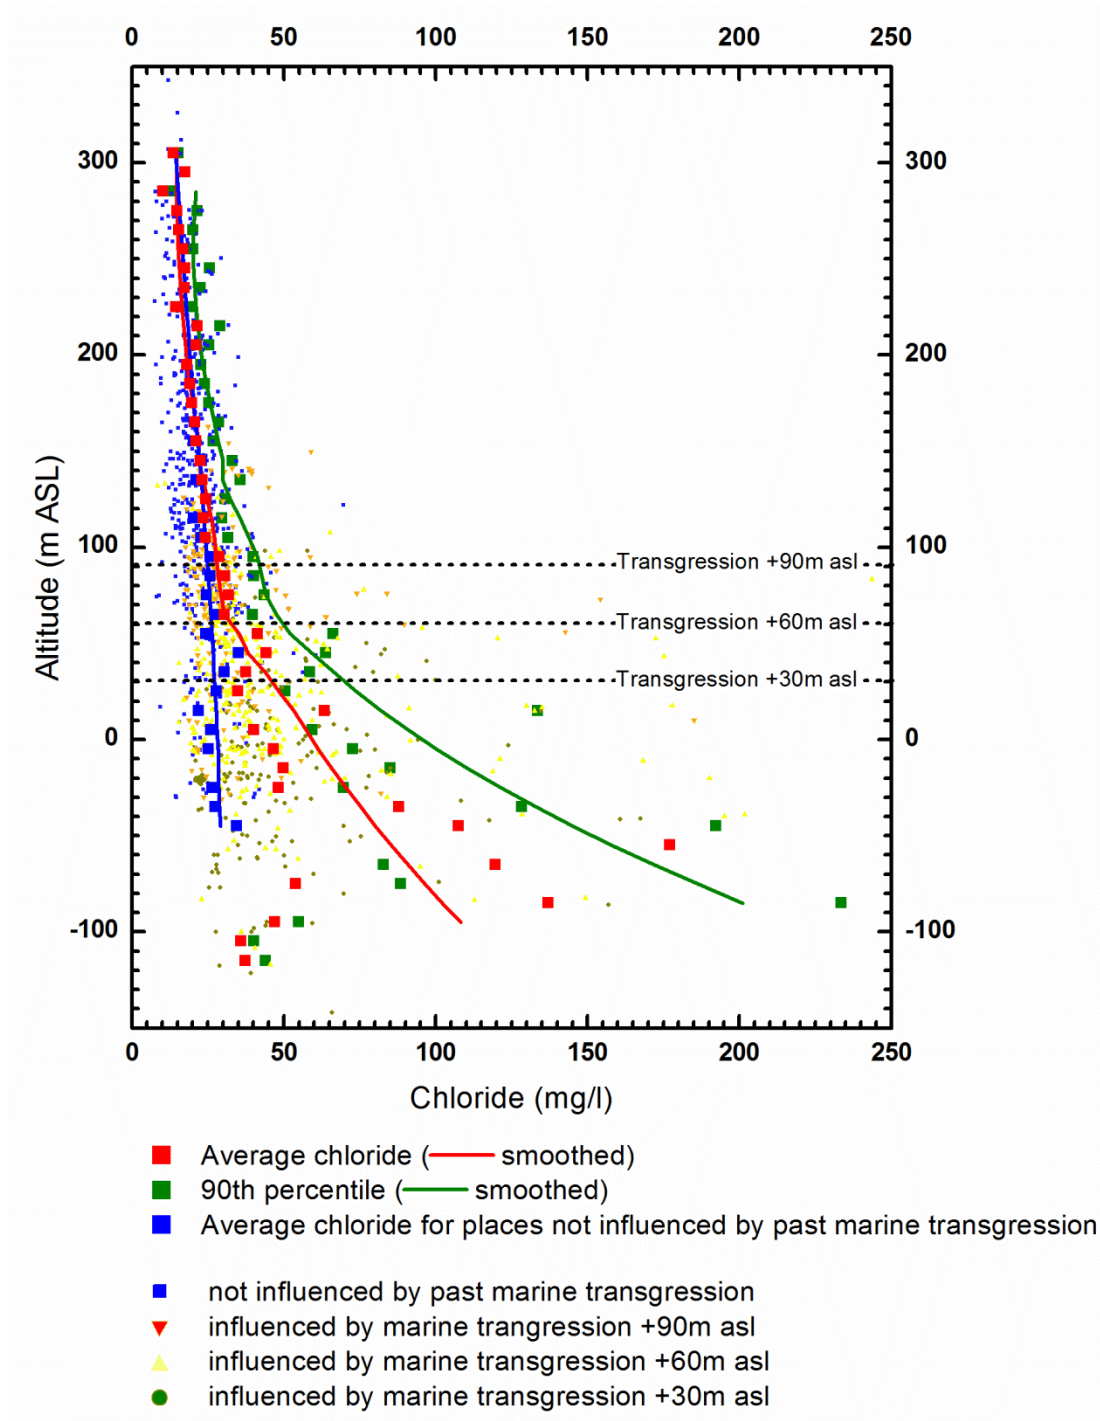 0 50 100 150 200 250
300 300
200 200
100 100
Transgression +90m asl
Transgression +60m asl
Transgression +30m asl
0 0
-100 -100
Altitude (m ASL)
0 50 100 150 200 250
Chloride (mg/l)
Average chloride ( smoothed)
90th percentile ( smoothed)
Average chloride for places not influenced by past marine transgression
not influenced by past marine transgression
influenced by marine trangression +90m asl
influenced by marine transgression +60m asl
influenced by marine transgression +30m asl